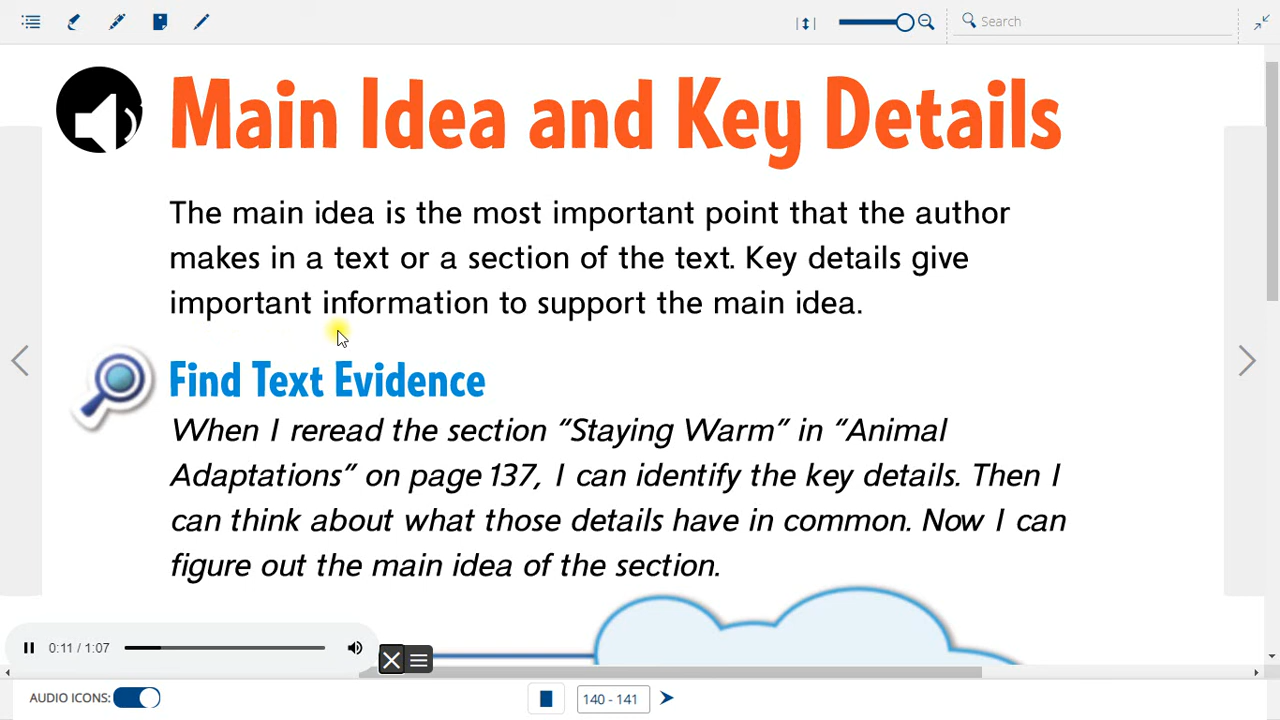 Search
Main Idea and Key Details
The main idea is the most important point that the author
makes in a text or a section of the text. Key details give
important information to support the main idea.
Find Text Evidence
When I reread the section “Staying Warm” in “Animal
Adaptations” on page 137, I can identify the key details. Then I
can think about what those details have in common. Now I can
figure out the main idea of the section.
0:11 / 1:07
AUDIO ICONS:
140 - 141